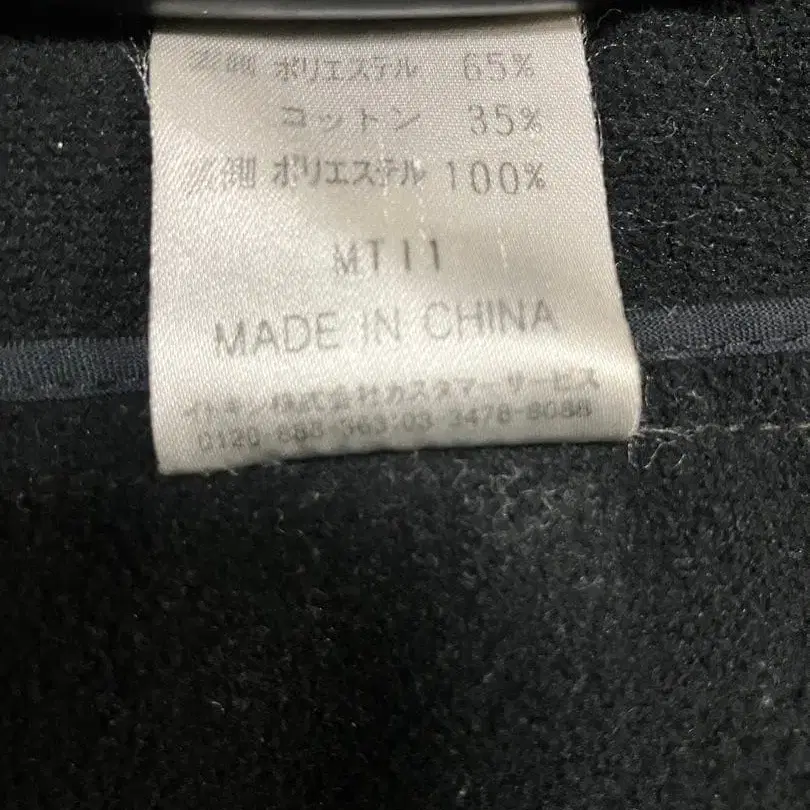 表側 ポリエステル 65%
コットン 35%
裏側 ポリエステル 100%
MT11
MADE IN CHINA
イトキン株式会社カスタマーサービス
0120-888-363・03-3478-8088